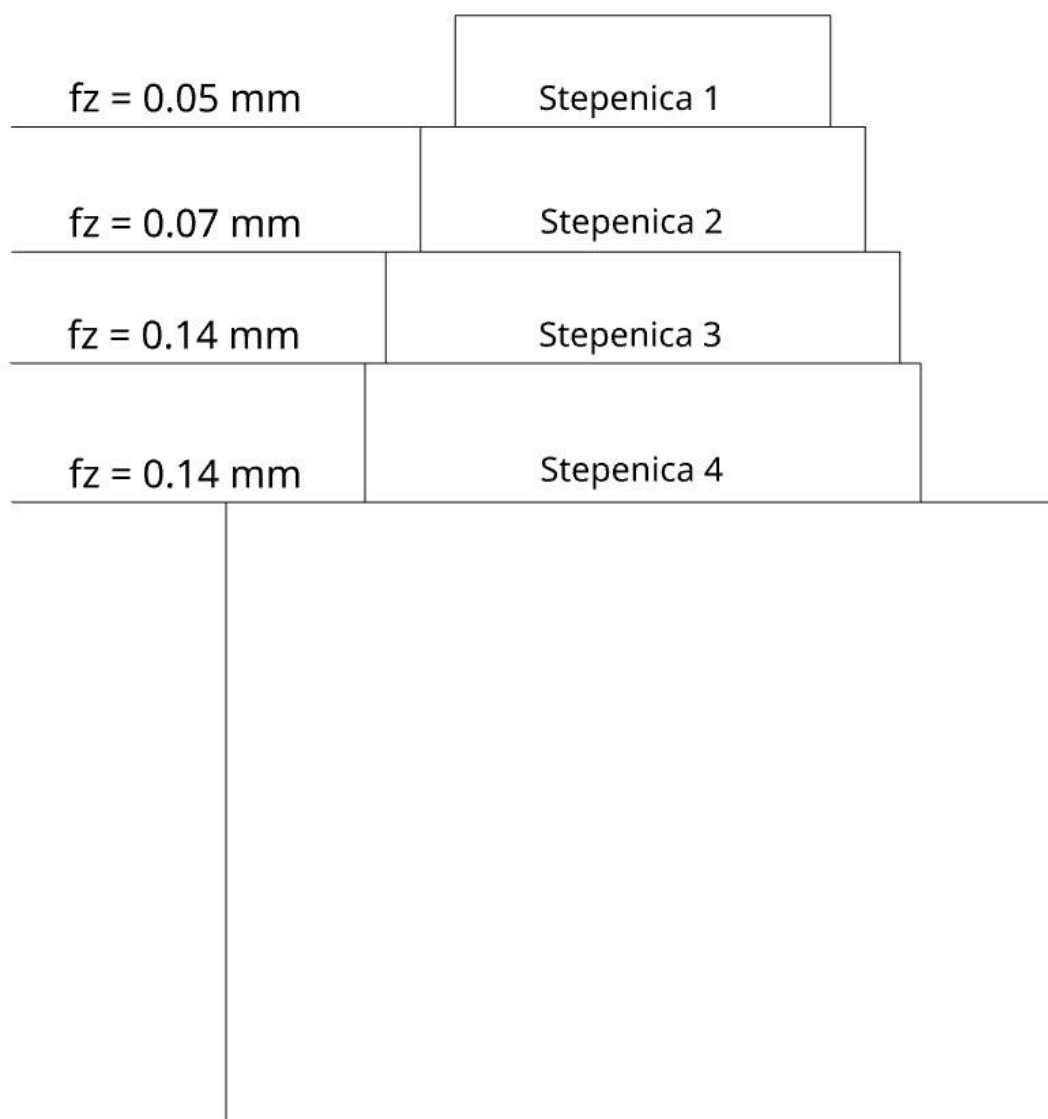 fz = 0.05 mm
Stepenica 1
fz = 0.07 mm
Stepenica 2
fz = 0.14 mm
Stepenica 3
fz = 0.14 mm
Stepenica 4